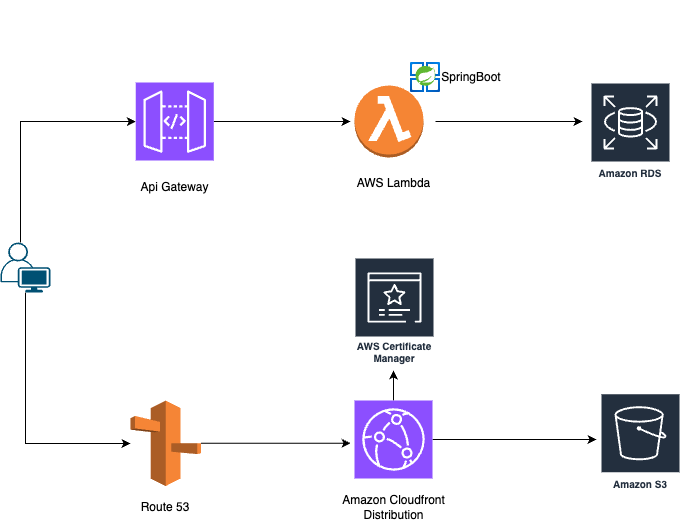 SpringBoot
Api Gateway
AWS Lambda
Amazon RDS
AWS Certificate
Manager
Route 53
Amazon Cloudfront
Distribution
Amazon S3